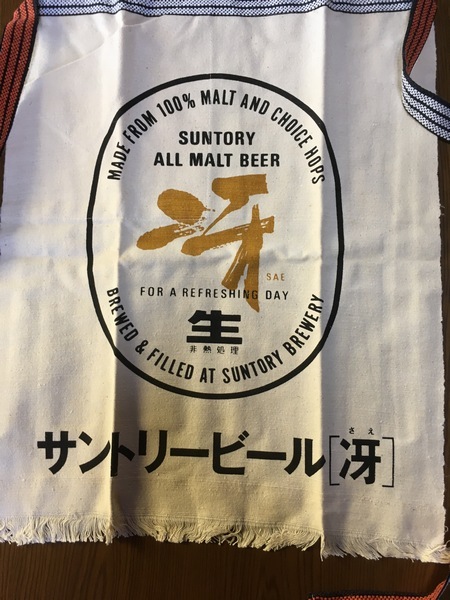 MADE FROM 100% MALT AND CHOICE HOPS
SUNTORY
ALL MALT BEER
冴
SAE
FOR A REFRESHING DAY
生
非熱処理
BREWED & FILLED AT SUNTORY BREWERY
さえ
サントリービール[冴]